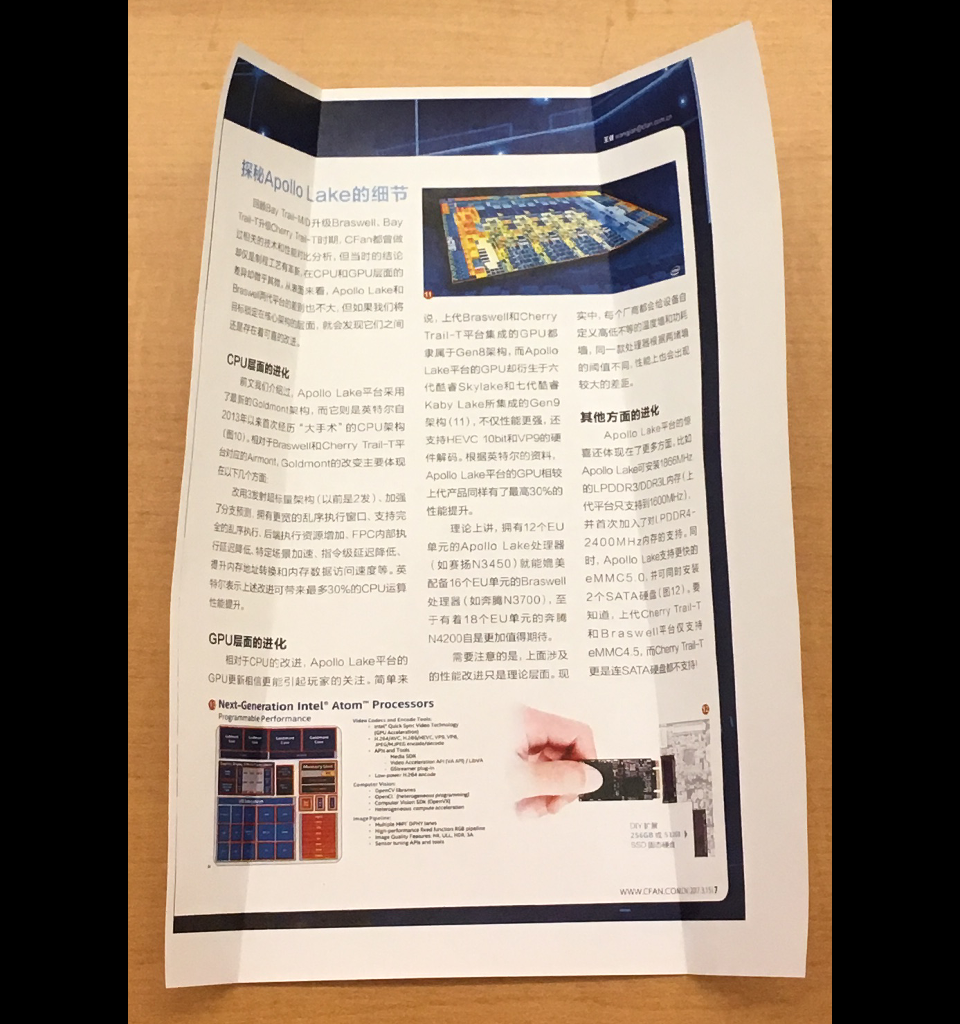 王健 wangjian@cfan.com.cn
探秘Apollo Lake的细节
回顾Bay Trail-M/D升级Braswell、Bay
Trail-T升级Cherry Trail-T时期，CFan都曾做
过相关的技术和性能对比分析，但当时的结论
却仅是制程工艺有革新，在CPU和GPU层面的
差异却微乎其微。从表面来看，Apollo Lake和
Braswell两代平台的差别也不大，但如果我们将
目标锁定在核心架构的层面，就会发现它们之间
还是存在着可喜的改进。
CPU层面的进化
前文我们介绍过，Apollo Lake平台采用
了最新的Goldmont架构，而它则是英特尔自
2013年以来首次经历“大手术”的CPU架构
（图10）。相对于Braswell和Cherry Trail-T平
台对应的Airmont，Goldmont的改变主要体现
在以下几个方面：
改用3发射超标量架构（以前是2发）、加强
了分支预测、拥有更宽的乱序执行窗口、支持完
全的乱序执行、后端执行资源增加、FPC内部执
行延迟降低、特定场景加速、指令级延迟降低、
提升内存地址转换和内存数据访问速度等。英
特尔表示上述改进可带来最多30%的CPU运算
性能提升。
GPU层面的进化
相对于CPU的改进，Apollo Lake平台的
GPU更新相信更能引起玩家的关注。简单来
11
说，上代Braswell和Cherry
Trail-T平台集成的GPU都
隶属于Gen8架构，而Apollo
Lake平台的GPU却衍生于六
代酷睿Skylake和七代酷睿
Kaby Lake所集成的Gen9
架构（11），不仅性能更强，还
支持HEVC 10bit和VP9的硬
件解码。根据英特尔的资料，
Apollo Lake平台的GPU相较
上代产品同样有了最高30%的
性能提升。
理论上讲，拥有12个EU
单元的Apollo Lake处理器
（如赛扬N3450）就能媲美
配备16个EU单元的Braswell
处理器（如奔腾N3700），至
于有着18个EU单元的奔腾
N4200自是更加值得期待。
需要注意的是，上面涉及
的性能改进只是理论层面。现
实中，每个厂商都会给设备自
定义高低不等的温度墙和功耗
墙，同一款处理器根据两堵墙
的阈值不同，性能上也会出现
较大的差距。
其他方面的进化
Apollo Lake平台的惊
喜还体现在了更多方面，比如
Apollo Lake可安装1866MHz
的LPDDR3/DDR3L内存（上
代平台只支持到1600MHz），
并首次加入了对LPDDR4-
2400MHz内存的支持。同
时，Apollo Lake支持更快的
eMMC5.0，并可同时安装
2个SATA硬盘（图12）。要
知道，上代Cherry Trail-T
和Braswell平台仅支持
eMMC4.5，而Cherry Trail-T
更是连SATA硬盘都不支持！
10 Next-Generation Intel® Atom™ Processors
Programmable Performance
Video Codecs and Encode Tools:
- Intel® Quick Sync Video Technology
(GPU Acceleration)
- H.264/AVC, H.265/HEVC, VP9, VP8,
JPEG/MJPEG encode/decode
- APIs and Tools
- Media SDK
- Video Acceleration API (VA API) / LibVA
- GStreamer plug-in
- Low-power H.264 encode
Computer Vision:
- OpenCV libraries
- OpenCL (heterogeneous programming)
- Computer Vision SDK (OpenVX)
- Heterogeneous compute acceleration
Image Pipeline:
- Multiple MIPI DPHY lanes
- High-performance fixed function RGB pipeline
- Image Quality Features: MI, ULL, HDR, 3A
- Sensor tuning APIs and tools
12
DIY 扩展
256GB 或 512GB
SSD 固态硬盘